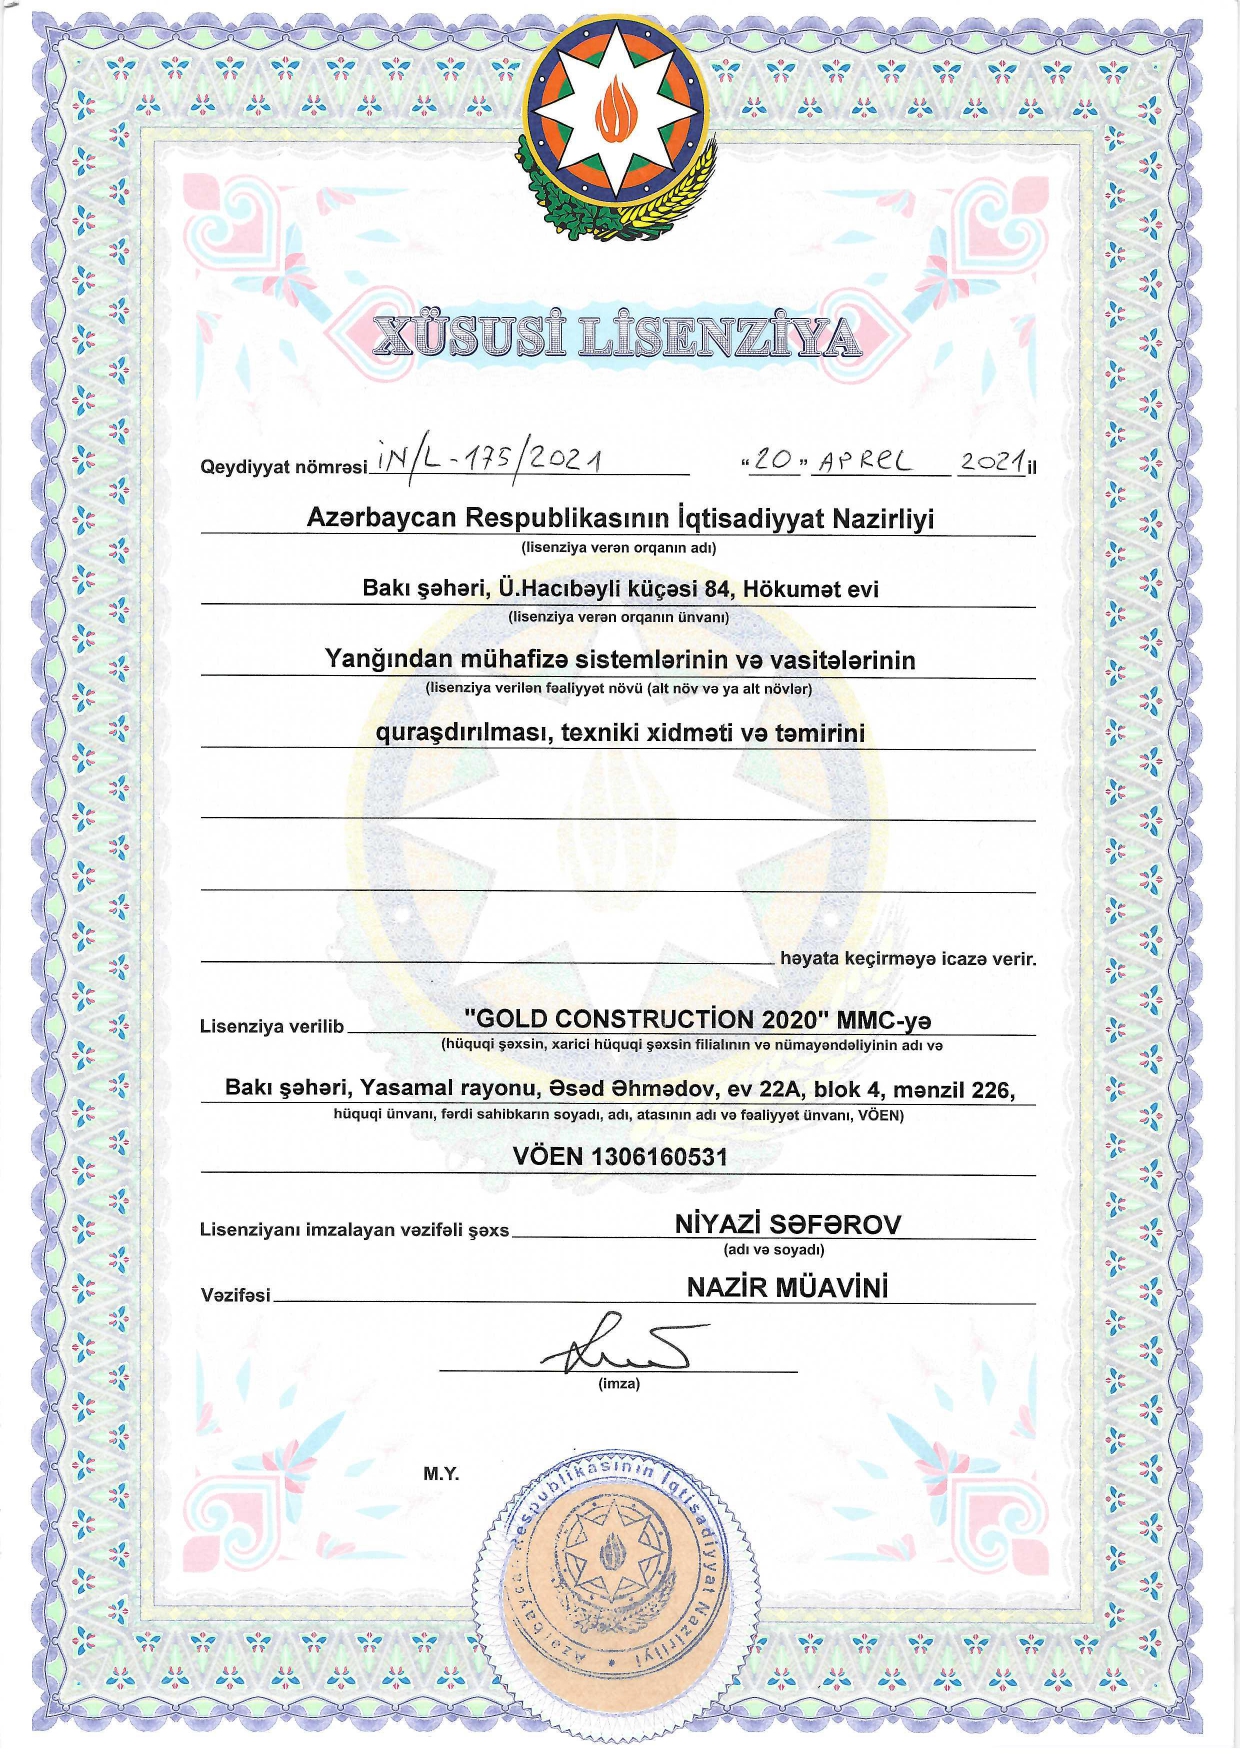 XÜSUSİ LİSENZİYA
Qeydiyyat nömrəsi İN/L-175/2021 “20” APREL 2021 il
Azərbaycan Respublikasının İqtisadiyyat Nazirliyi
(lisenziya verən orqanın adı)
Bakı şəhəri, Ü.Hacıbəyli küçəsi 84, Hökumət evi
(lisenziya verən orqanın ünvanı)
Yanğından mühafizə sistemlərinin və vasitələrinin
(lisenziya verilən fəaliyyət növü (alt növ və ya alt növlər)
quraşdırılması, texniki xidməti və təmirini
həyata keçirməyə icazə verir.
Lisenziya verilib "GOLD CONSTRUCTİON 2020" MMC-yə
(hüquqi şəxsin, xarici hüquqi şəxsin filialının və nümayəndəliyinin adı və
Bakı şəhəri, Yasamal rayonu, Əsəd Əhmədov, ev 22A, blok 4, mənzil 226,
hüquqi ünvanı, fərdi sahibkarın soyadı, adı, atasının adı və fəaliyyət ünvanı, VÖEN)
VÖEN 1306160531
Lisenziyanı imzalayan vəzifəli şəxs NİYAZİ SƏFƏROV
(adı və soyadı)
Vəzifəsi NAZİR MÜAVİNİ
(imza)
M.Y.
Azərbaycan Respublikasının İqtisadiyyat Nazirliyi